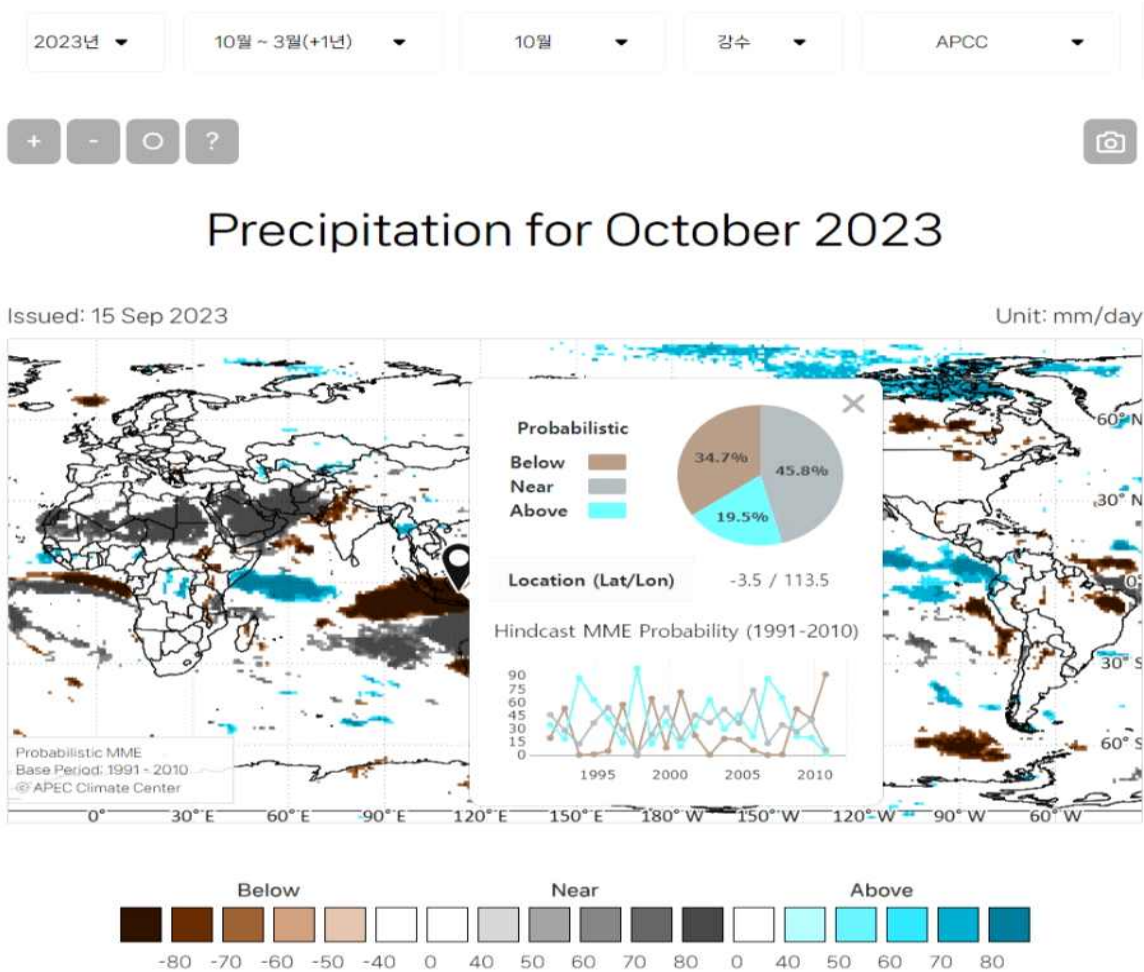 2023년 10월 ~ 3월(+1년) 10월 강수 APCC
+ - O ?
Precipitation for October 2023
Issued: 15 Sep 2023 Unit: mm/day
Probabilistic
Below
Near
Above
34.7% 45.8%
19.5%
Location (Lat/Lon) -3.5 / 113.5
Hindcast MME Probability (1991-2010)
90
75
60
45
30
15
0
1995 2000 2005 2010
60° N
30° N
0°
30° S
60° S
Probabilistic MME
Base Period: 1991 - 2010
© APEC Climate Center
0° 30° E 60° E 90° E 120° E 150° E 180° W 150° W 120° W 90° W 60° W
Below Near Above
-80 -70 -60 -50 -40 0 40 50 60 70 80 0 40 50 60 70 80